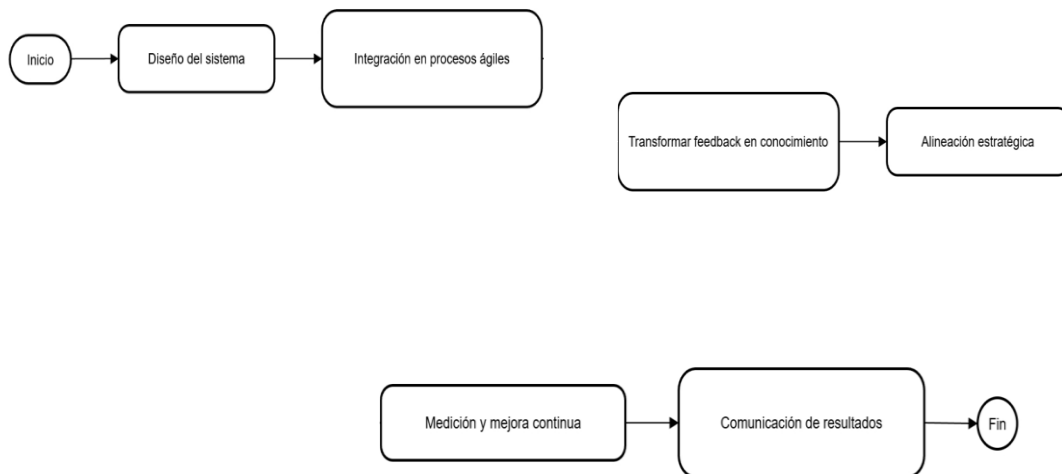 Inicio
Diseño del sistema
Integración en procesos ágiles
Transformar feedback en conocimiento
Alineación estratégica
Medición y mejora continua
Comunicación de resultados
Fin